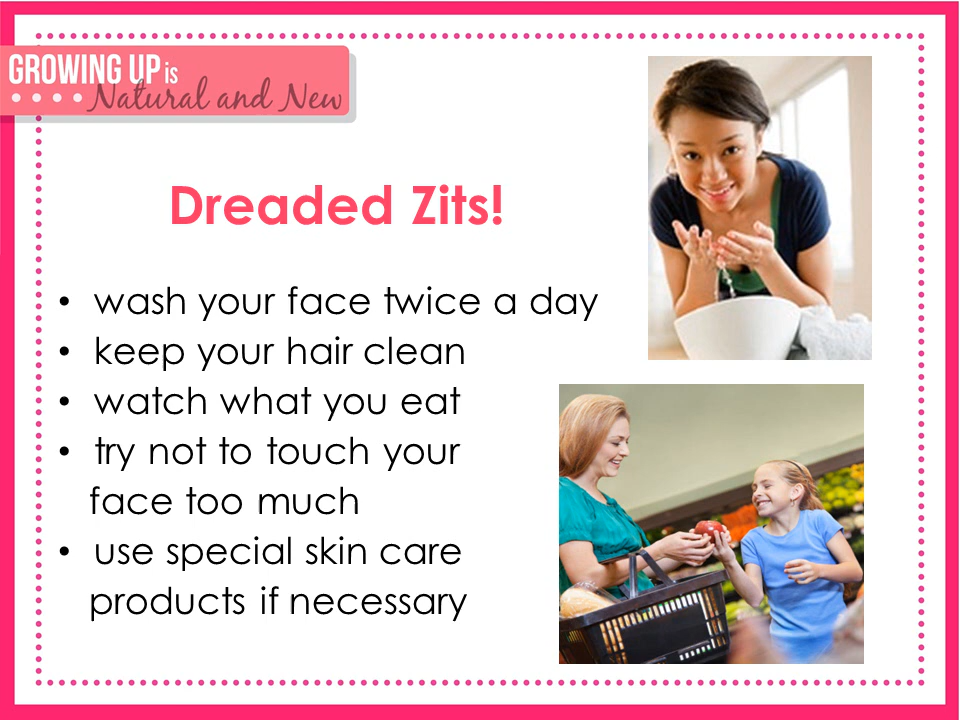 GROWING UP is
Natural and New
Dreaded Zits!
• wash your face twice a day
• keep your hair clean
• watch what you eat
• try not to touch your
face too much
• use special skin care
products if necessary